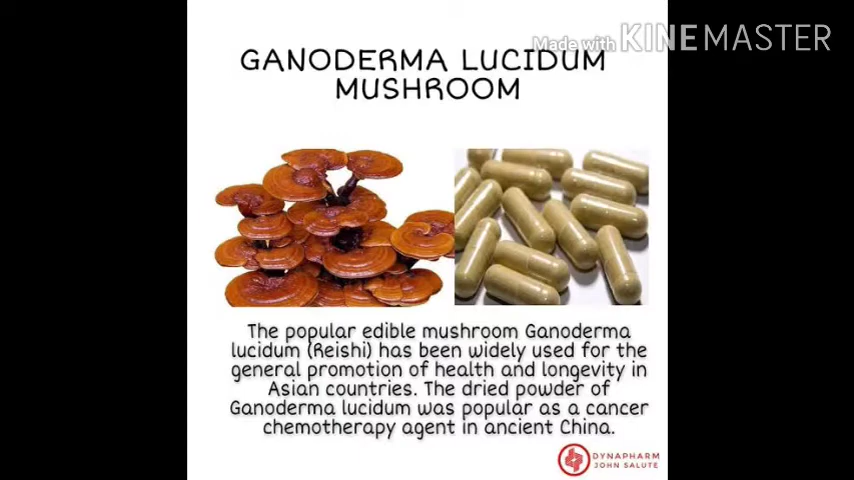 Made with KINEMASTER
GANODERMA LUCIDUM
MUSHROOM
The popular edible mushroom Ganoderma
lucidum (Reishi) has been widely used for the
general promotion of health and longevity in
Asian countries. The dried powder of
Ganoderma lucidum was popular as a cancer
chemotherapy agent in ancient China.
DYNAPHARM
JOHN SALUTE